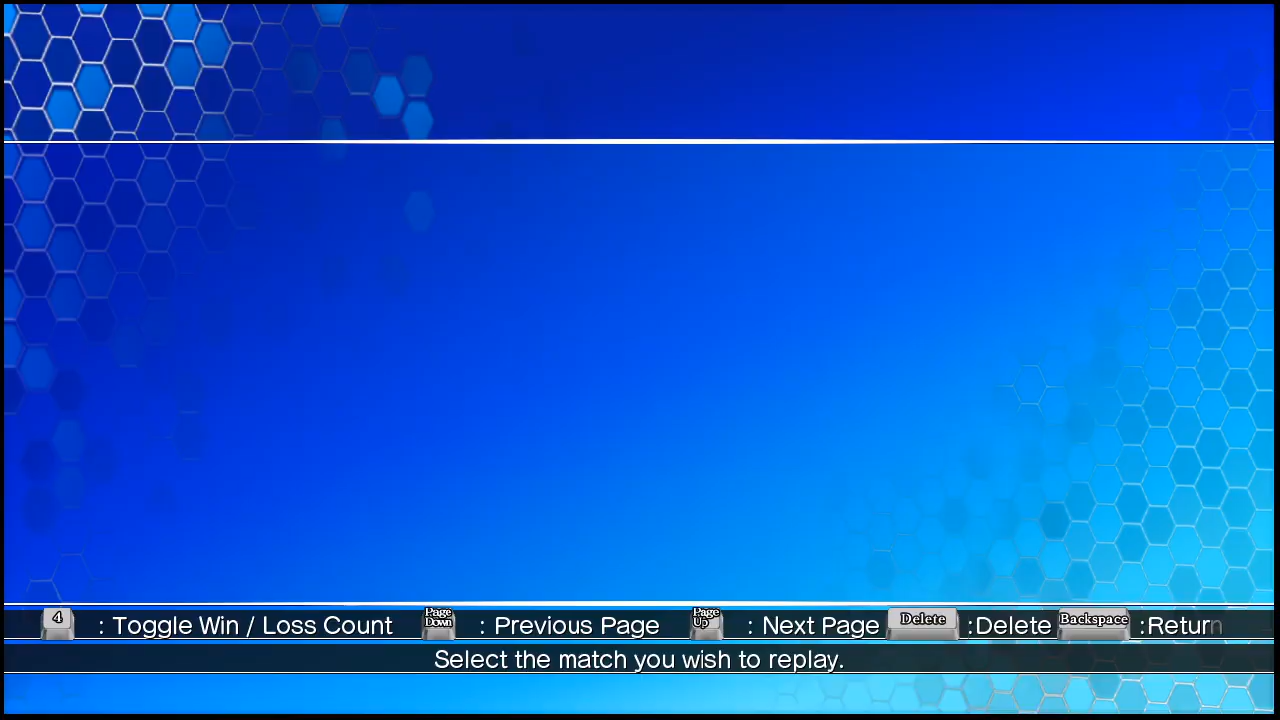 4 : Toggle Win / Loss Count Page Down : Previous Page Page Up : Next Page Delete :Delete Backspace :Return
Select the match you wish to replay.